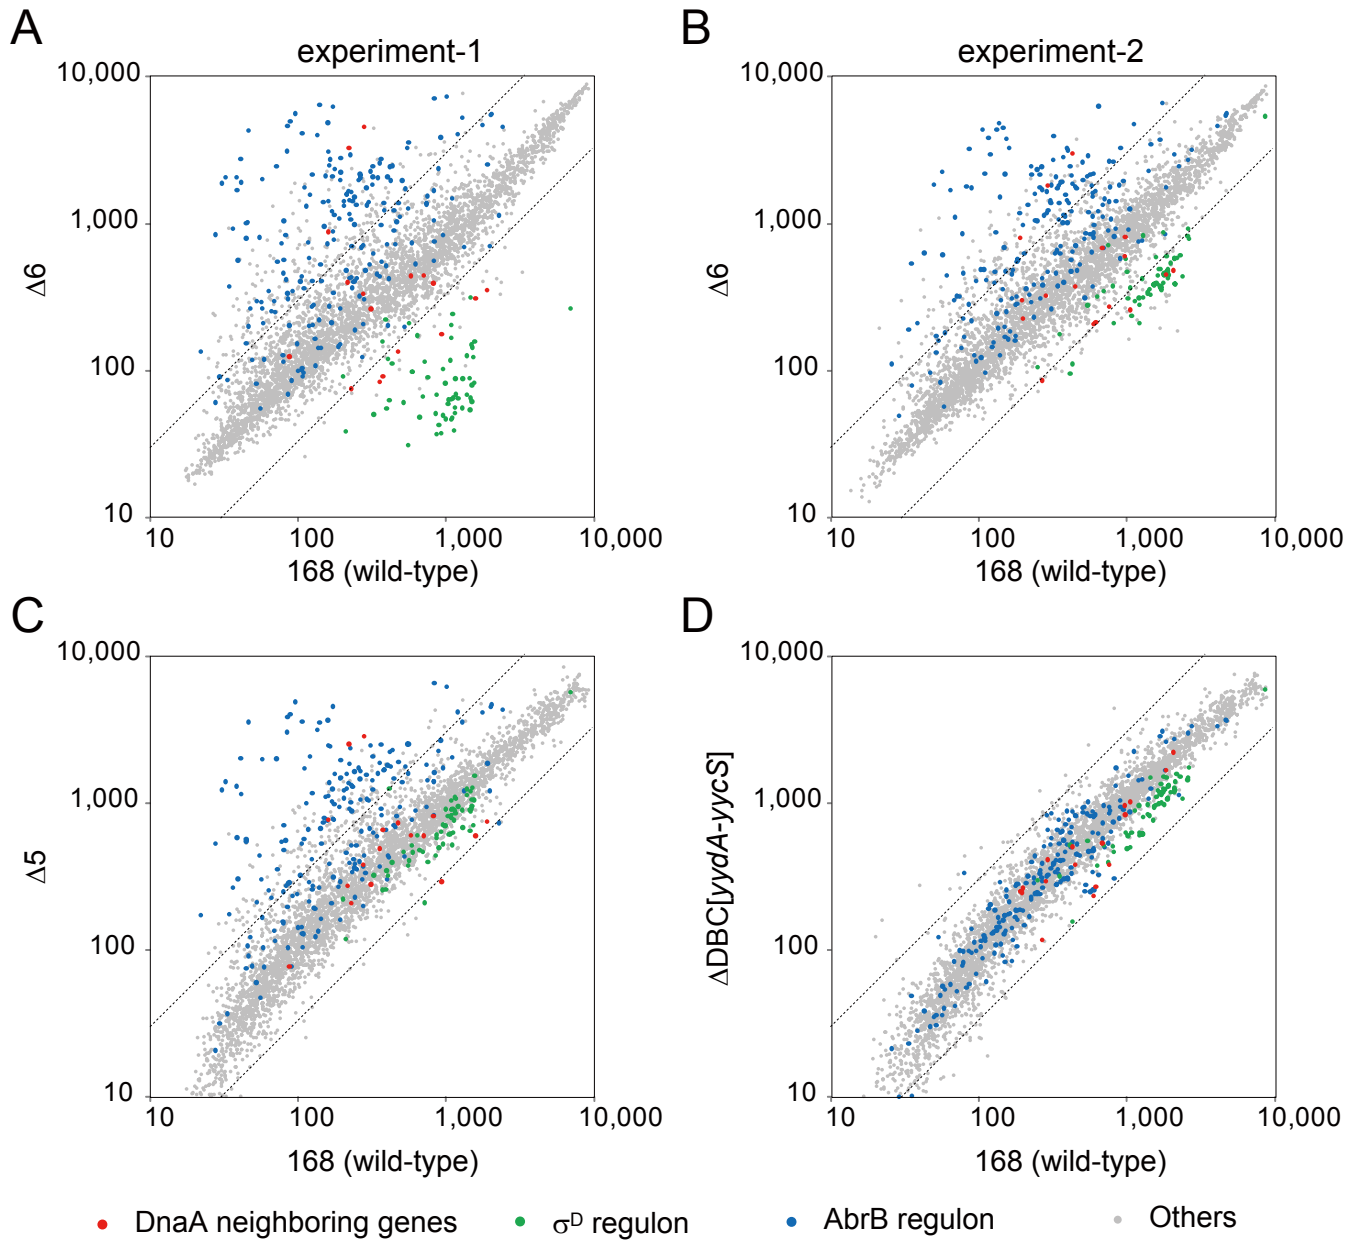 A
B
experiment-1
experiment-2
10,000
1,000
100
10
Δ6
10
100
1,000
10,000
168 (wild-type)
10,000
1,000
100
10
Δ6
10
100
1,000
10,000
168 (wild-type)
C
D
10,000
1,000
100
10
Δ5
10
100
1,000
10,000
168 (wild-type)
10,000
1,000
100
10
ΔDBC[yydA-yycS]
10
100
1,000
10,000
168 (wild-type)
DnaA neighboring genes
σᴰ regulon
AbrB regulon
Others